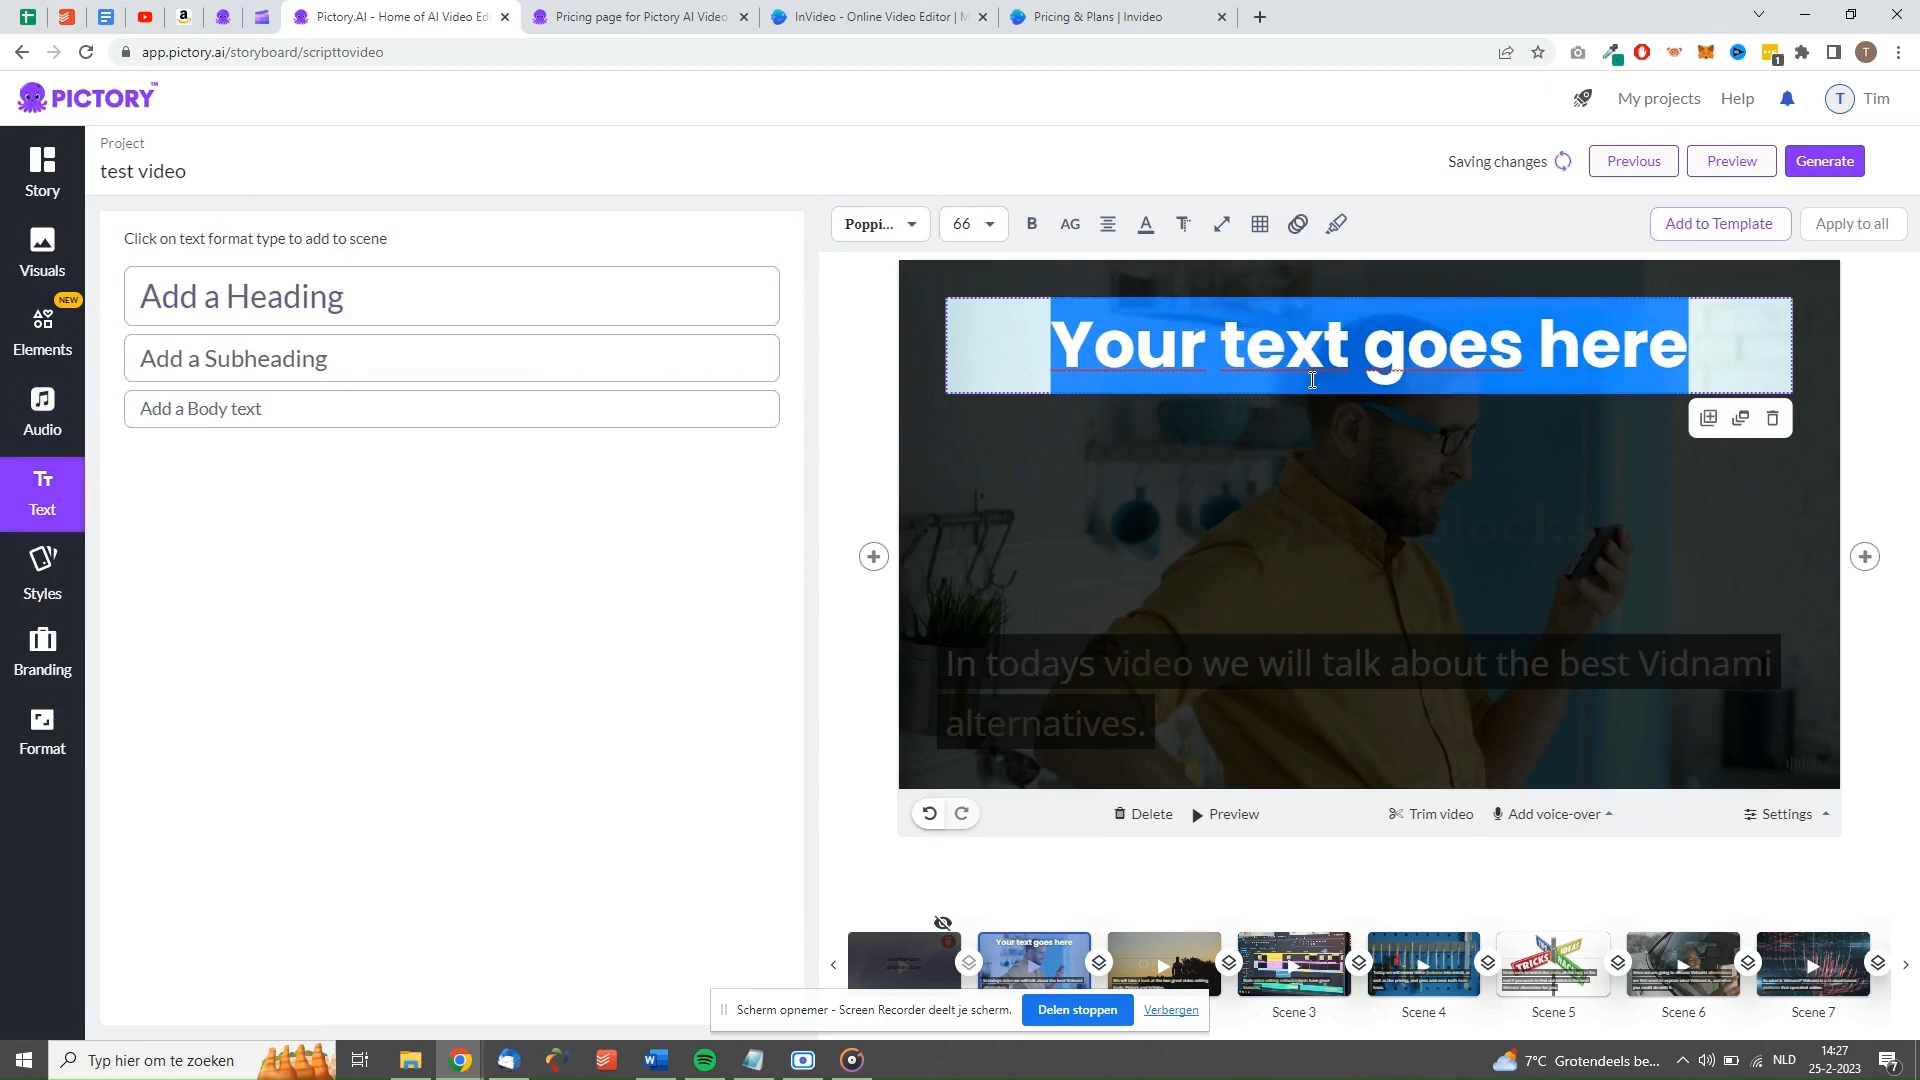 Pictory.AI - Home of AI Video Edi
Pricing page for Pictory AI Video
InVideo - Online Video Editor | M
Pricing & Plans | Invideo
app.pictory.ai/storyboard/scripttovideo
1
T
PICTORY™
My projects
Help
T
Tim
Project
test video
Saving changes
Previous
Preview
Generate
Story
Visuals
NEW
Elements
Audio
Text
Styles
Branding
Format
Click on text format type to add to scene
Add a Heading
Add a Subheading
Add a Body text
Poppi...
66
B
AG
Add to Template
Apply to all
Your text goes here
In todays video we will talk about the best Vidnami
alternatives.
Delete
Preview
Trim video
Add voice-over
Settings
Your text goes here
TRICKS
IDEAS
Scene 3
Scene 4
Scene 5
Scene 6
Scene 7
Scherm opnemer - Screen Recorder deelt je scherm.
Delen stoppen
Verbergen
Typ hier om te zoeken
7°C Grotendeels be...
NLD
14:27
25-2-2023
7